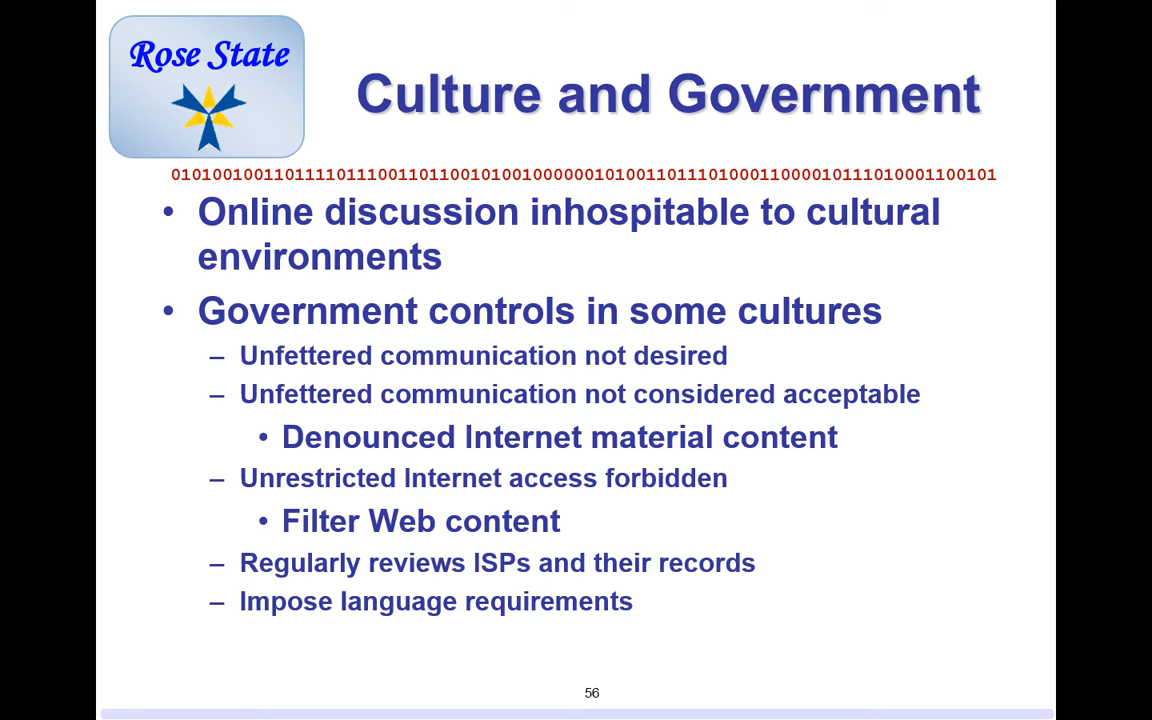 Rose State
Culture and Government
01010010011011110111001101100101001000000101001101110100011000010111010001100101
• Online discussion inhospitable to cultural
environments
• Government controls in some cultures
– Unfettered communication not desired
– Unfettered communication not considered acceptable
• Denounced Internet material content
– Unrestricted Internet access forbidden
• Filter Web content
– Regularly reviews ISPs and their records
– Impose language requirements
56